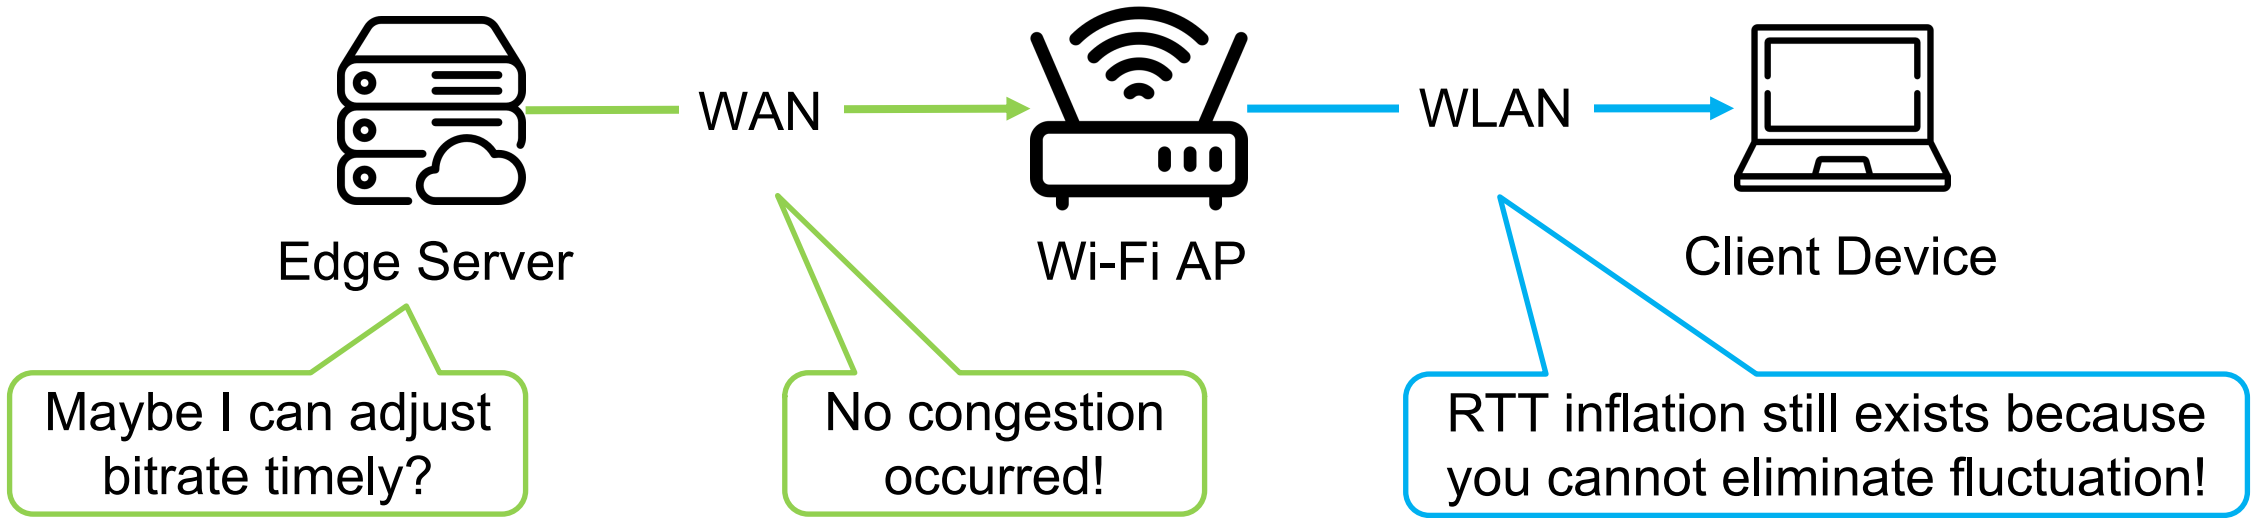 WAN
WLAN
Edge Server
Wi-Fi AP
Client Device
Maybe I can adjust
bitrate timely?
No congestion
occurred!
RTT inflation still exists because
you cannot eliminate fluctuation!